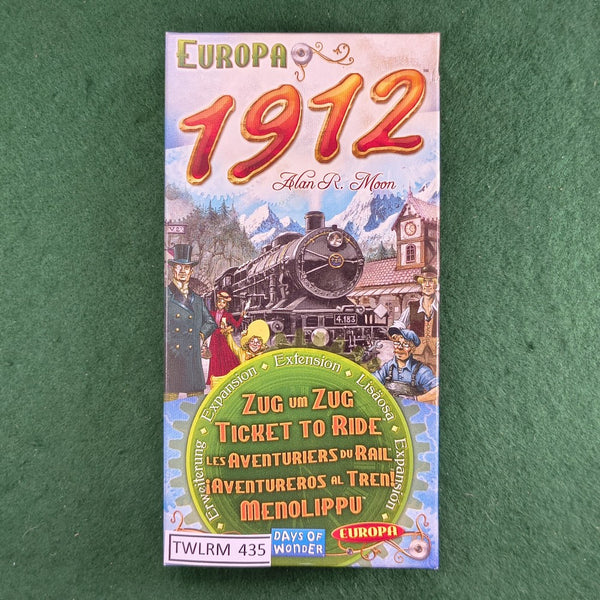 EUROPA
1912
Alan R. Moon
4.183
Erweiterung ♦ Expansion ♦ Extension ♦ Lisäosa ♦ Expansión
ZUG UM ZUG
TICKET TO RIDE
LES AVENTURIERS DU RAIL
¡AVENTUREROS AL TREN!
MENOLIPPU
TWLRM 435
DAYS OF
WONDER
EUROPA